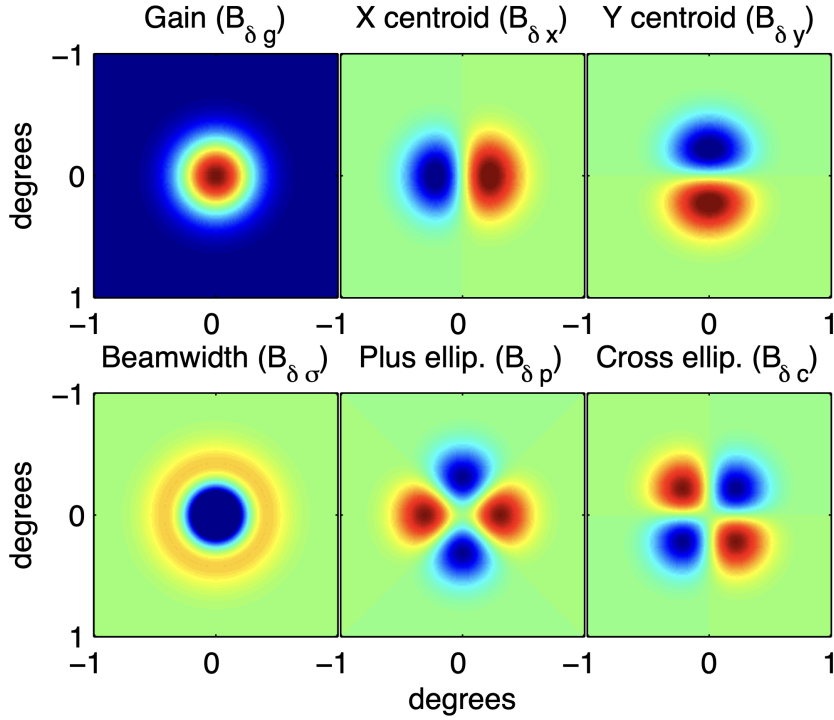 Gain (B_δ g) X centroid (B_δ x) Y centroid (B_δ y)
−1
degrees
0
1
−1 0 −1 0 −1 0 1
Beamwidth (B_δ σ) Plus ellip. (B_δ p) Cross ellip. (B_δ c)
−1
degrees
0
1
−1 0 −1 0 −1 0 1
degrees